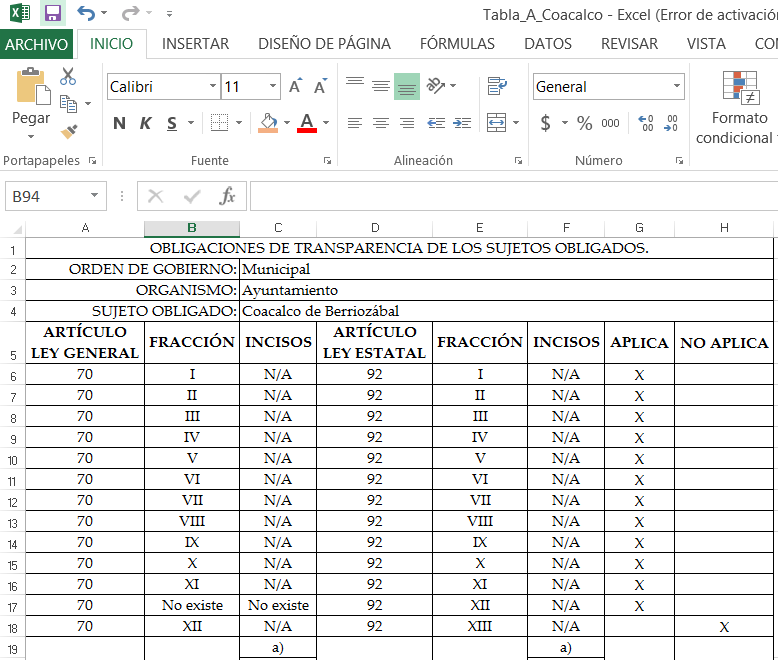 Tabla_A_Coacalco - Excel (Error de activación
ARCHIVO INICIO INSERTAR DISEÑO DE PÁGINA FÓRMULAS DATOS REVISAR VISTA CO
Calibri 11 General
Pegar N K S A A A $ % 000 Formato
condicional
Portapapeles Fuente Alineación Número
B94 fx
A B C D E F G H
1 OBLIGACIONES DE TRANSPARENCIA DE LOS SUJETOS OBLIGADOS.
2 ORDEN DE GOBIERNO: Municipal
3 ORGANISMO: Ayuntamiento
4 SUJETO OBLIGADO: Coacalco de Berriozábal
5 ARTÍCULO LEY GENERAL FRACCIÓN INCISOS ARTÍCULO LEY ESTATAL FRACCIÓN INCISOS APLICA NO APLICA
6 70 I N/A 92 I N/A X
7 70 II N/A 92 II N/A X
8 70 III N/A 92 III N/A X
9 70 IV N/A 92 IV N/A X
10 70 V N/A 92 V N/A X
11 70 VI N/A 92 VI N/A X
12 70 VII N/A 92 VII N/A X
13 70 VIII N/A 92 VIII N/A X
14 70 IX N/A 92 IX N/A X
15 70 X N/A 92 X N/A X
16 70 XI N/A 92 XI N/A X
17 70 No existe No existe 92 XII N/A X
18 70 XII N/A 92 XIII N/A X
19 a) a)